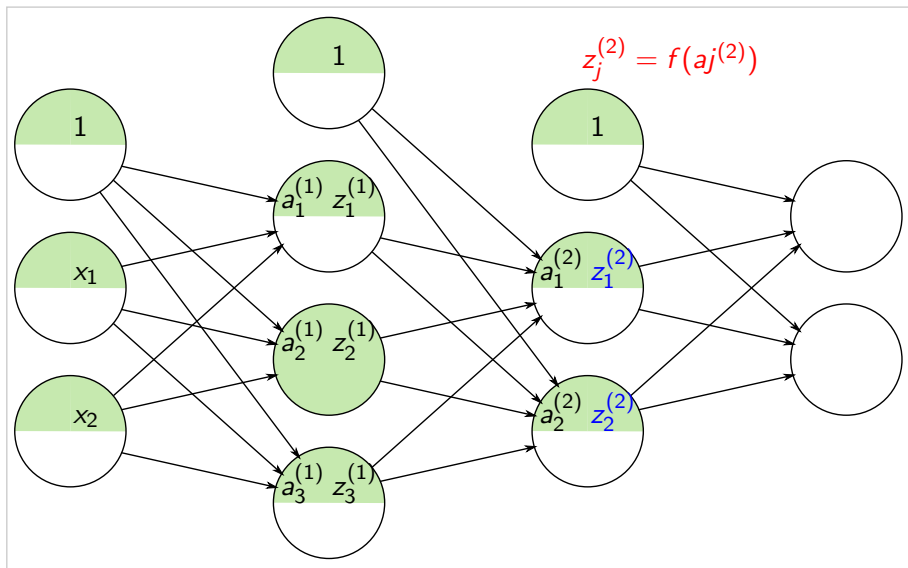 1
z_j^{(2)} = f(aj^{(2)})
1
1
a_1^{(1)} z_1^{(1)}
x_1
a_1^{(2)} z_1^{(2)}
a_2^{(1)} z_2^{(1)}
x_2
a_2^{(2)} z_2^{(2)}
a_3^{(1)} z_3^{(1)}